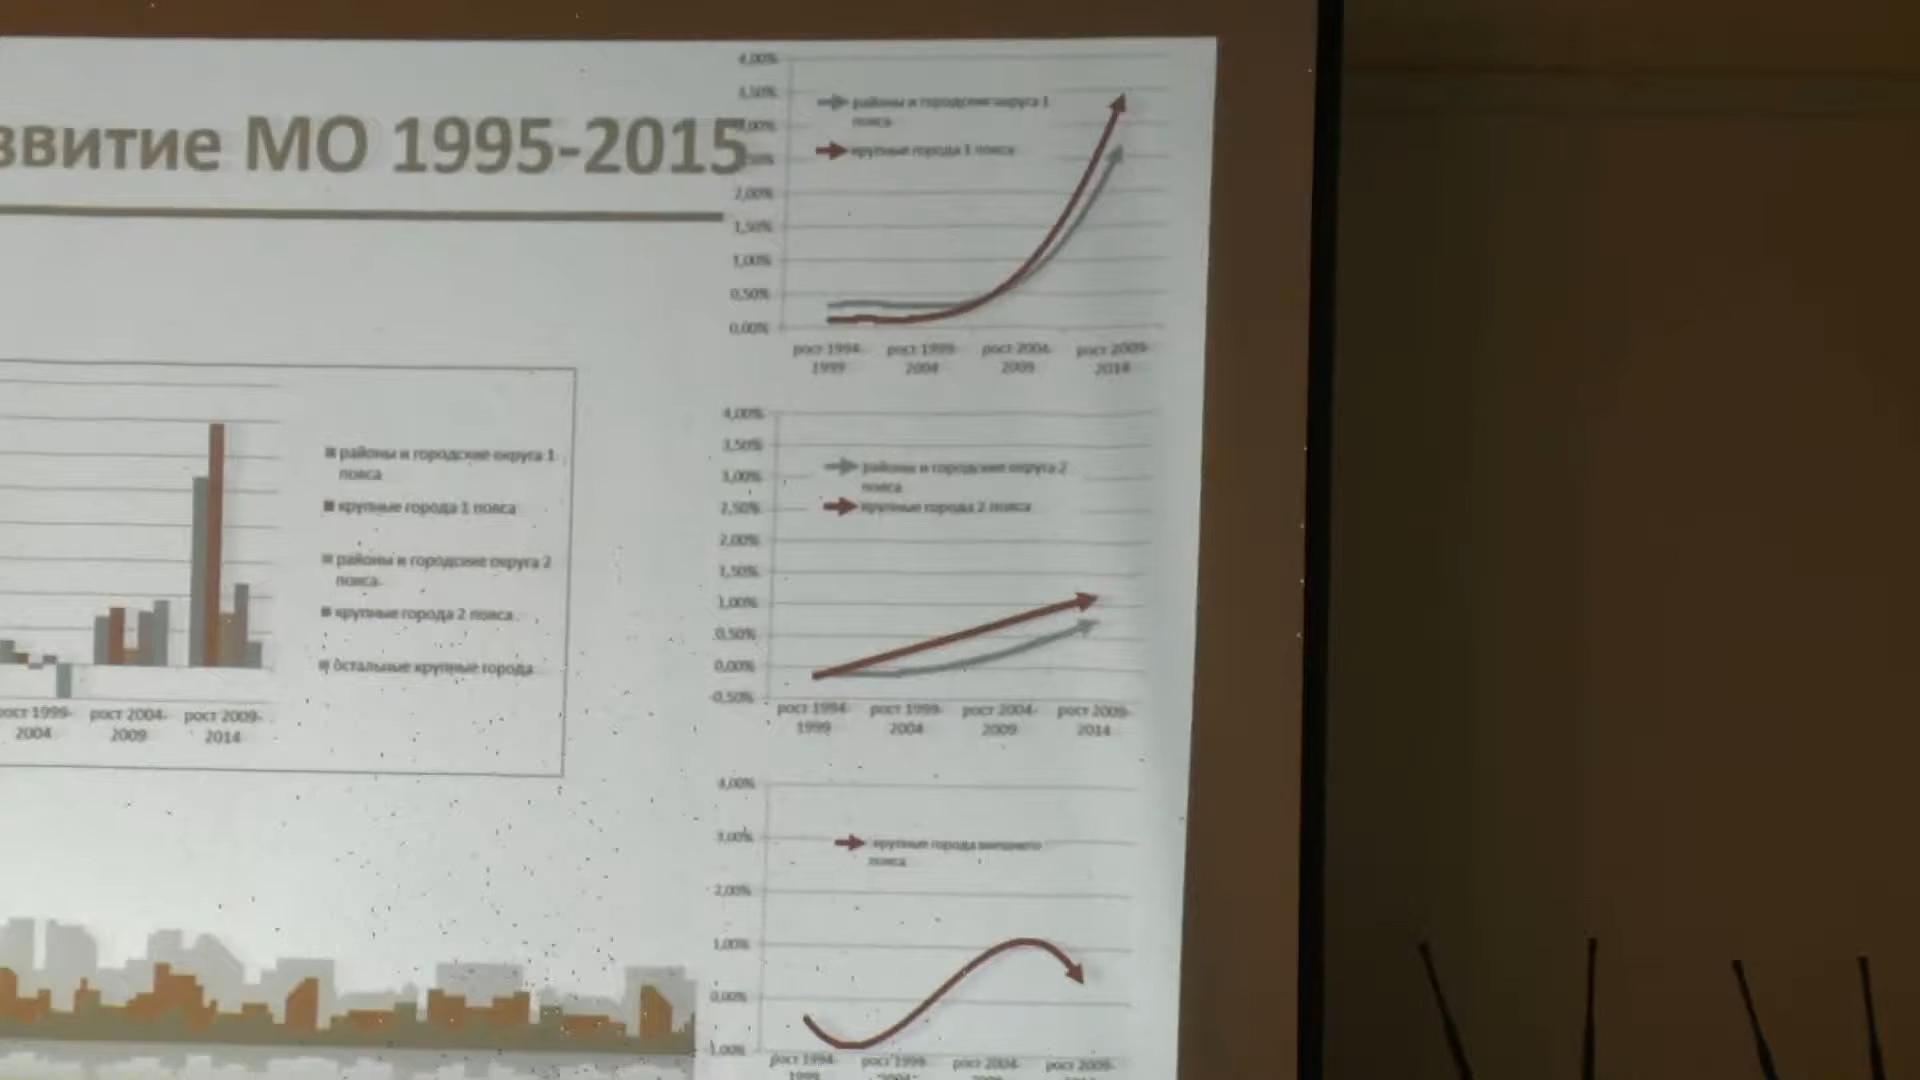 звитие МО 1995-2015
районы и городские округа 1
пояса
крупные города 1 пояса
районы и городские округа 2
пояса
крупные города 2 пояса
остальные крупные города
рост 1999-
2004
рост 2004-
2009
рост 2009-
2014
4,00%
3,50%
2,00%
1,50%
1,00%
0,50%
0,00%
районы и городские округа 1
пояса
крупные города 1 пояса
рост 1994-
1999
рост 1999-
2004
рост 2004-
2009
рост 2009-
2014
4,00%
3,50%
3,00%
2,50%
2,00%
1,50%
1,00%
0,50%
0,00%
-0,50%
районы и городские округа 2
пояса
крупные города 2 пояса
рост 1994-
1999
рост 1999-
2004
рост 2004-
2009
рост 2009-
2014
4,00%
3,00%
2,00%
1,00%
0,00%
-1,00%
крупные города внешнего
пояса
рост 1994-
1999
рост 1999-
рост 2004-
рост 2009-